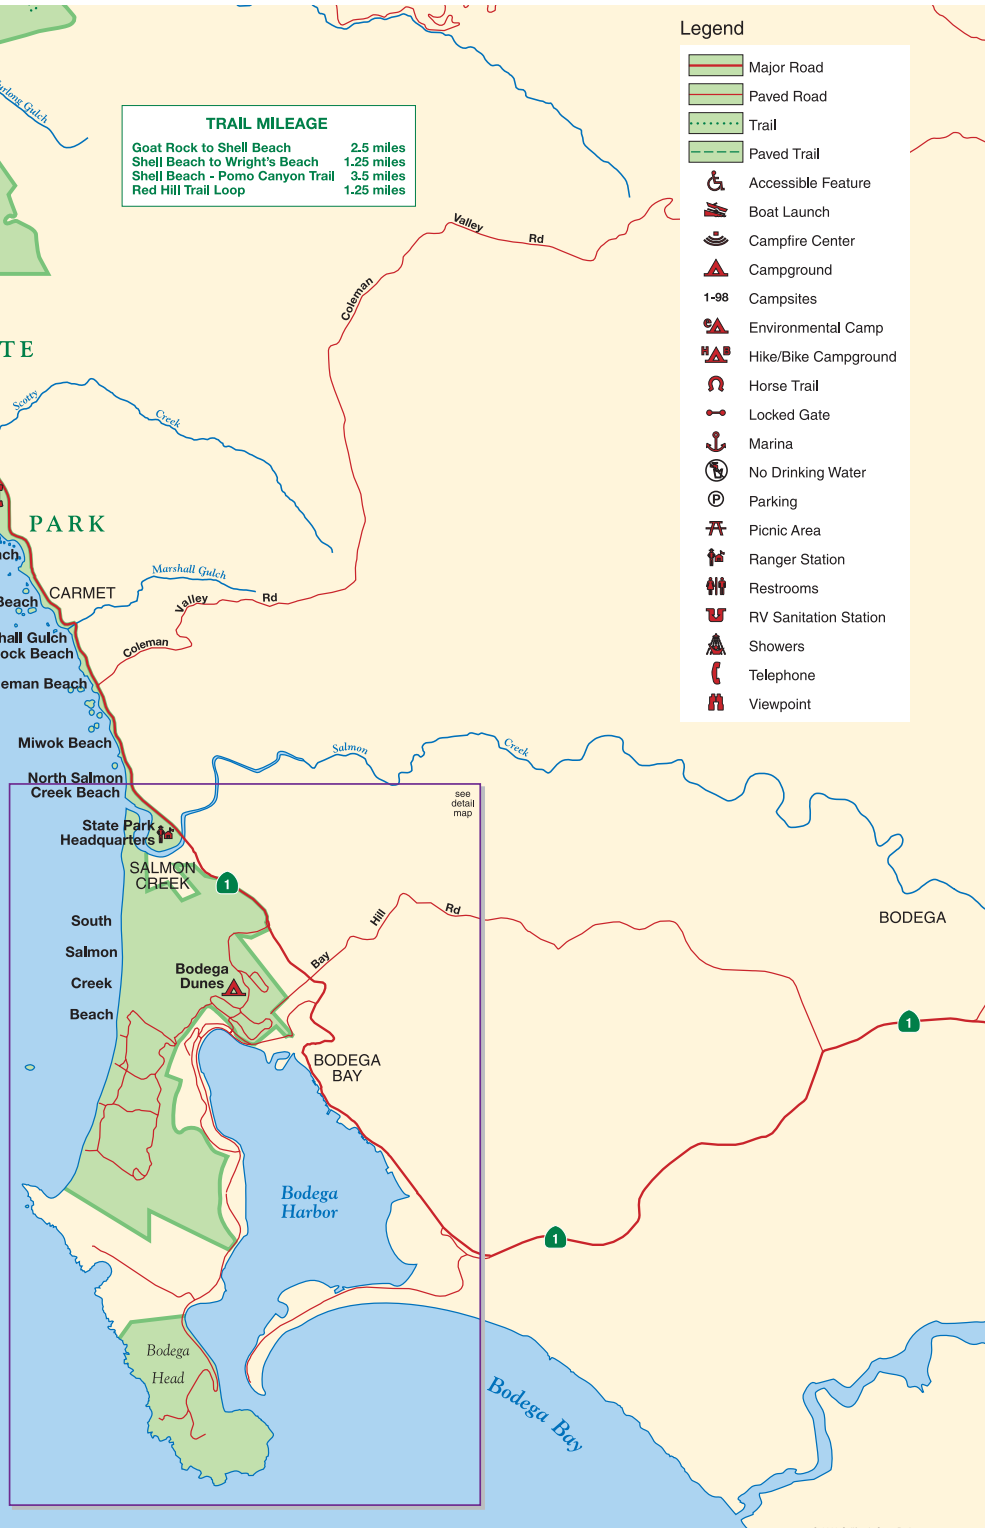 Legend
Major Road
Paved Road
Trail
Paved Trail
Accessible Feature
Boat Launch
Campfire Center
Campground
1-98 Campsites
Environmental Camp
Hike/Bike Campground
Horse Trail
Locked Gate
Marina
No Drinking Water
P Parking
Picnic Area
Ranger Station
Restrooms
RV Sanitation Station
Showers
Telephone
Viewpoint
TRAIL MILEAGE
Goat Rock to Shell Beach 2.5 miles
Shell Beach to Wright's Beach 1.25 miles
Shell Beach - Pomo Canyon Trail 3.5 miles
Red Hill Trail Loop 1.25 miles
urlong Gulch
Valley
Rd
Coleman
TE
Scotty
Creek
PARK
ach
Marshall Gulch
CARMET
Beach
Valley
Rd
hall Gulch
ock Beach
Coleman
eman Beach
Miwok Beach
Salmon
Creek
North Salmon
Creek Beach
see
detail
map
State Park
Headquarters
SALMON
CREEK
1
South
Salmon
Creek
Beach
Hill
Rd
Bay
BODEGA
Bodega
Dunes
1
BODEGA
BAY
Bodega
Harbor
1
Bodega
Head
Bodega Bay